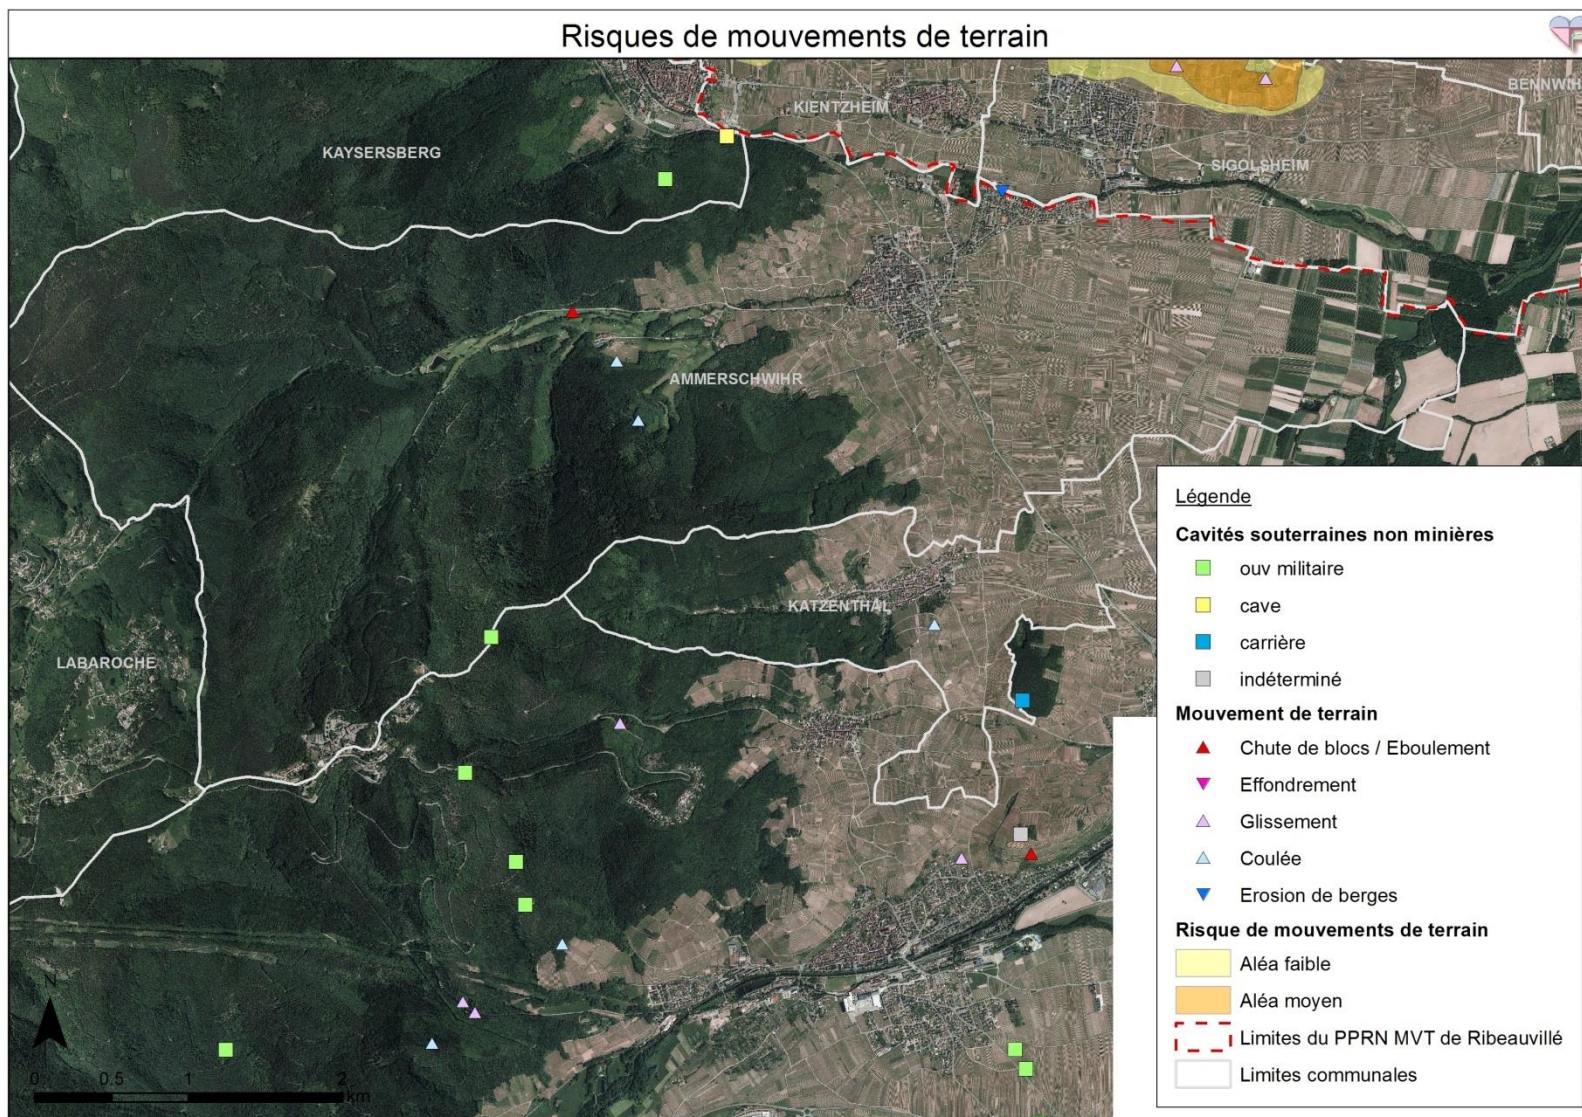 Risques de mouvements de terrain
KIENTZHEIM
BENNWIH
KAYSERSBERG
SIGOLSHEIM
AMMERSCHWIHR
KATZENTHAL
LABAROCHE
Légende
Cavités souterraines non minières
ouv militaire
cave
carrière
indéterminé
Mouvement de terrain
Chute de blocs / Eboulement
Effondrement
Glissement
Coulée
Erosion de berges
Risque de mouvements de terrain
Aléa faible
Aléa moyen
Limites du PPRN MVT de Ribeauvillé
Limites communales
N
0 0.5 1 2
km